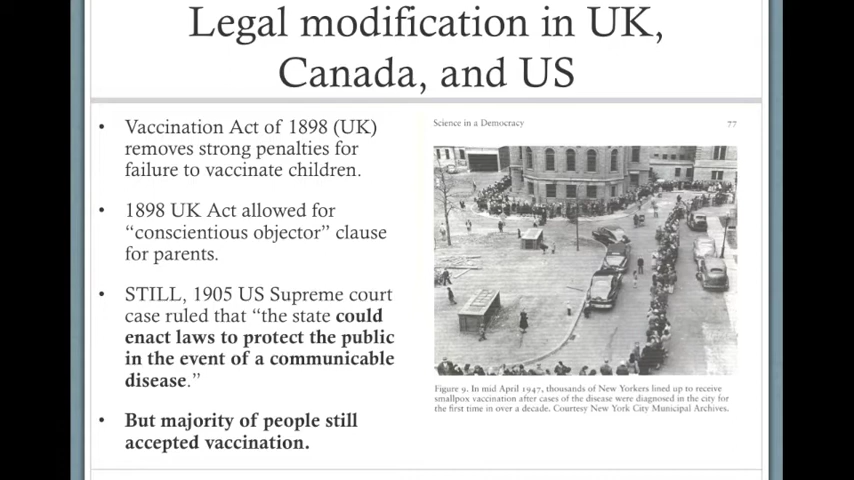 Legal modification in UK,
Canada, and US
• Vaccination Act of 1898 (UK)
removes strong penalties for
failure to vaccinate children.
• 1898 UK Act allowed for
“conscientious objector” clause
for parents.
• STILL, 1905 US Supreme court
case ruled that “the state could
enact laws to protect the public
in the event of a communicable
disease.”
• But majority of people still
accepted vaccination.
Science in a Democracy 77
Figure 9. In mid April 1947, thousands of New Yorkers lined up to receive
smallpox vaccination after cases of the disease were diagnosed in the city for
the first time in over a decade. Courtesy New York City Municipal Archives.